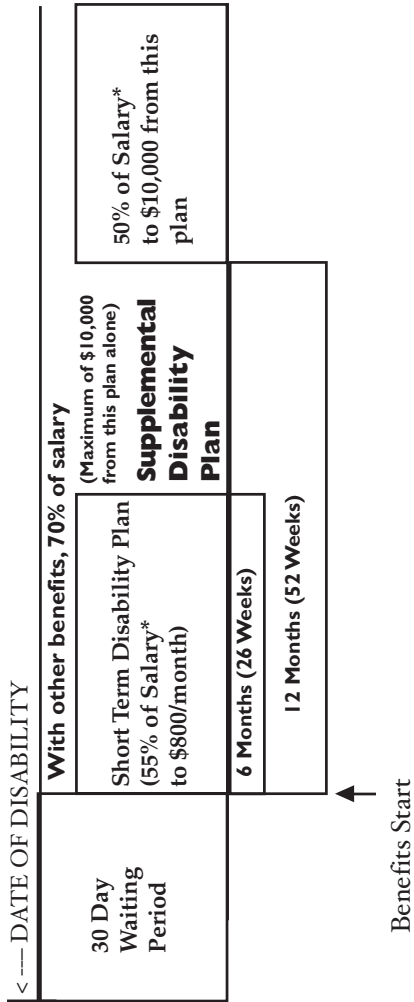 < ---- DATE OF DISABILITY
30 Day
Waiting
Period
With other benefits, 70% of salary
Short Term Disability Plan
(55% of Salary*
to $800/month)
(Maximum of $10,000
from this plan alone)
Supplemental
Disability
Plan
50% of Salary*
to $10,000 from this
plan
6 Months (26 Weeks)
12 Months (52 Weeks)
Benefits Start